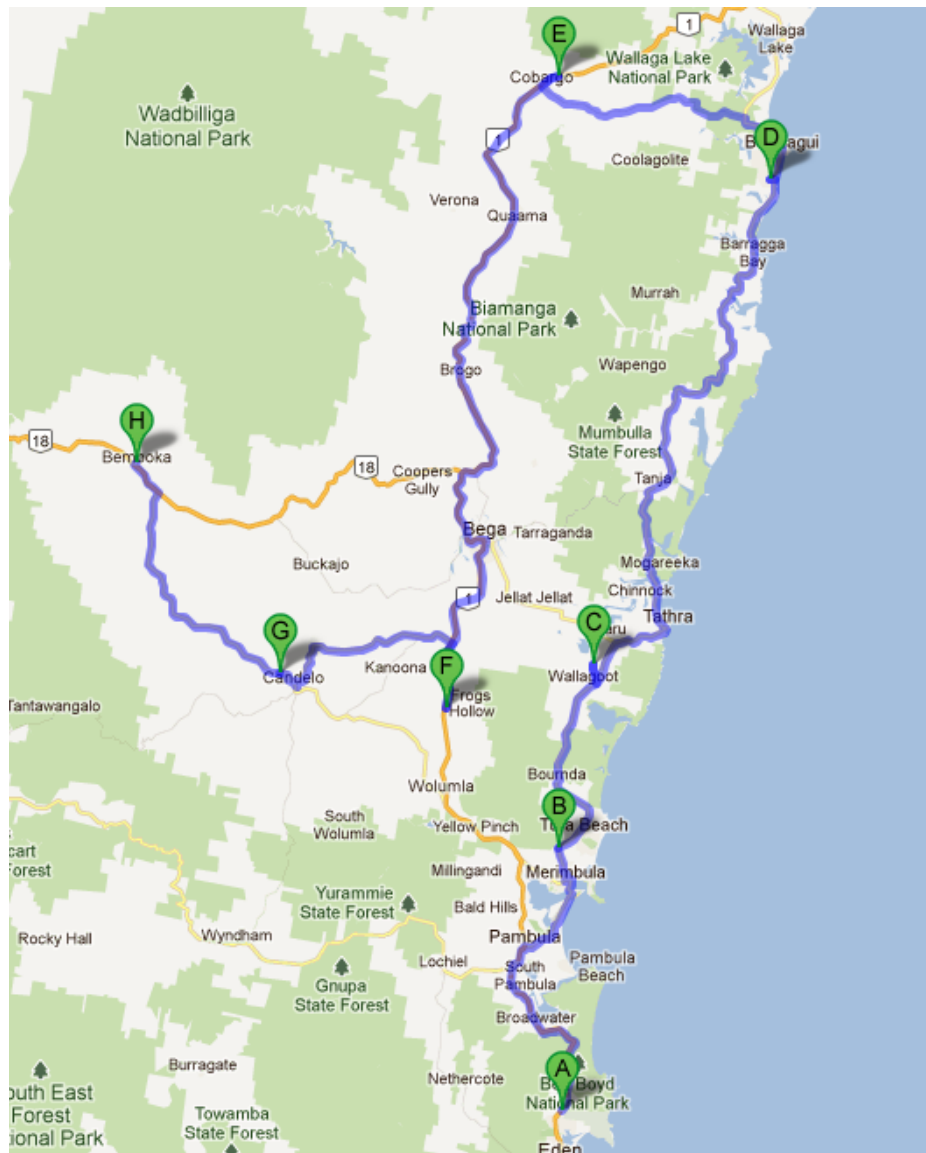 E
1
Wallaga
Lake
Cobargo
Wallaga Lake
National Park
Wadbilliga
National Park
1
D
Coolagolite
Verona
Quaama
Barragga
Bay
Murrah
Biamanga
National Park
Wapengo
Brogo
H
Mumbulla
State Forest
18
Bemboka
18
Coopers
Gully
Tanja
Bega
Tarraganda
Buckajo
Mogareeka
Chinnock
1
Jellat Jellat
Tathra
C
G
Kanoona
F
Candelo
Wallagoot
Frogs
Hollow
Tantawangalo
Bournda
Wolumla
B
South
Wolumla
Yellow Pinch
Beach
Forest
Millingandi
Merimbula
Yurammie
State Forest
Bald Hills
Rocky Hall
Wyndham
Pambula
Lochiel
South
Pambula
Pambula
Beach
Gnupa
State Forest
Broadwater
Burragate
Nethercote
A
Boyd
National Park
Forest
Towamba
State Forest
Eden